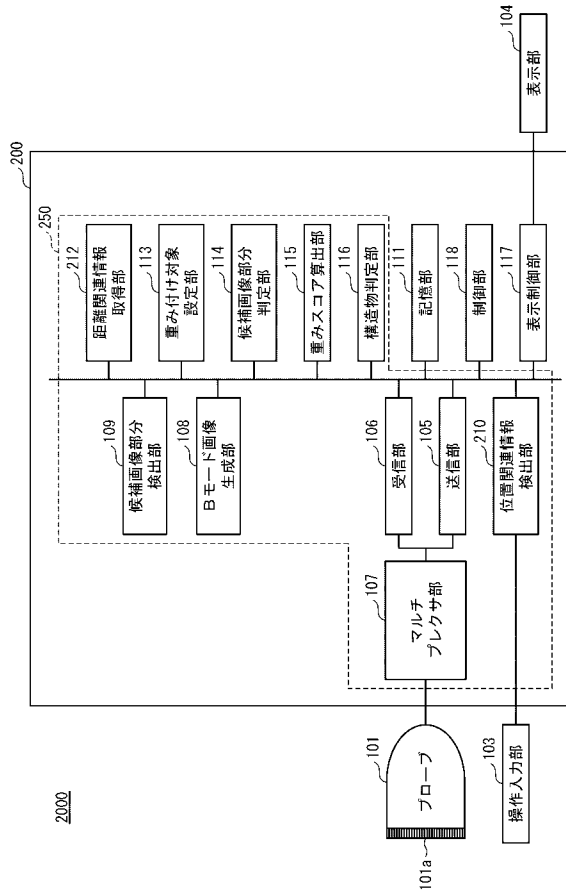 2000
200
250
212
距離関連情報
取得部
113
重み付け対象
設定部
114
候補画像部分
判定部
115
重みスコア算出部
116
構造物判定部
111
記憶部
118
制御部
117
表示制御部
104
表示部
109
候補画像部分
検出部
108
Bモード画像
生成部
106
受信部
105
送信部
210
位置関連情報
検出部
107
マルチ
プレクサ部
101
プローブ
101a
103
操作入力部